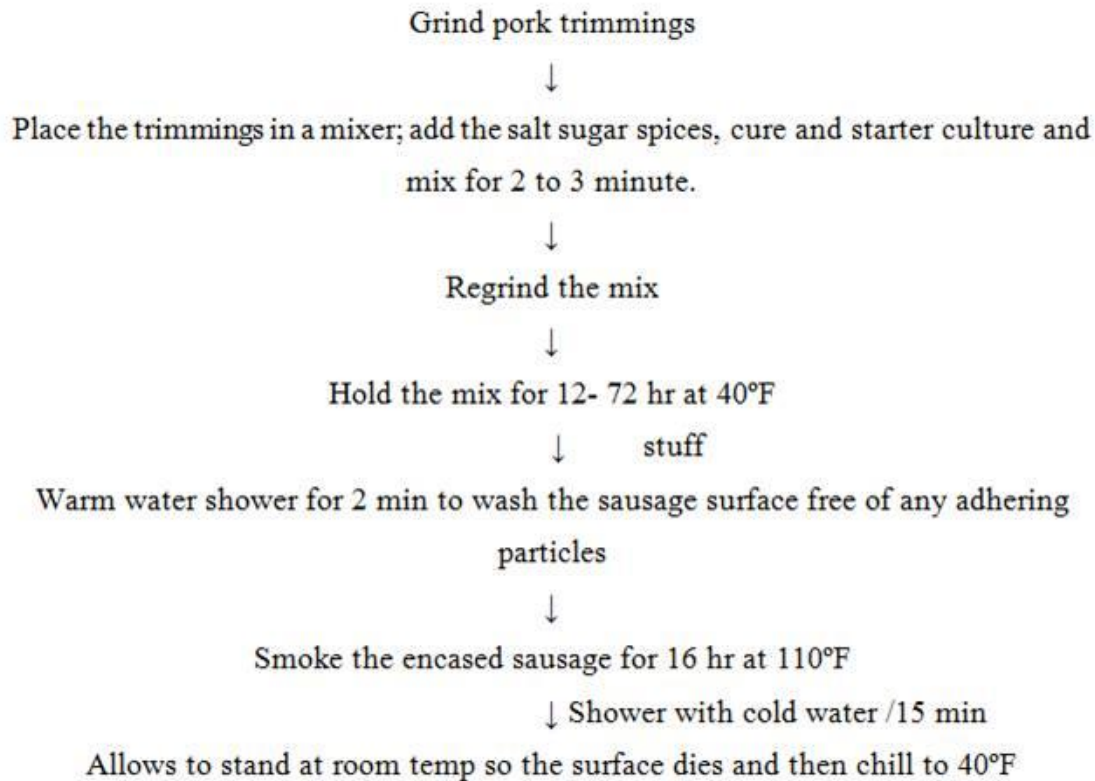 Grind pork trimmings
↓
Place the trimmings in a mixer; add the salt sugar spices, cure and starter culture and
mix for 2 to 3 minute.
↓
Regrind the mix
↓
Hold the mix for 12- 72 hr at 40°F
↓ stuff
Warm water shower for 2 min to wash the sausage surface free of any adhering
particles
↓
Smoke the encased sausage for 16 hr at 110°F
↓ Shower with cold water /15 min
Allows to stand at room temp so the surface dies and then chill to 40°F